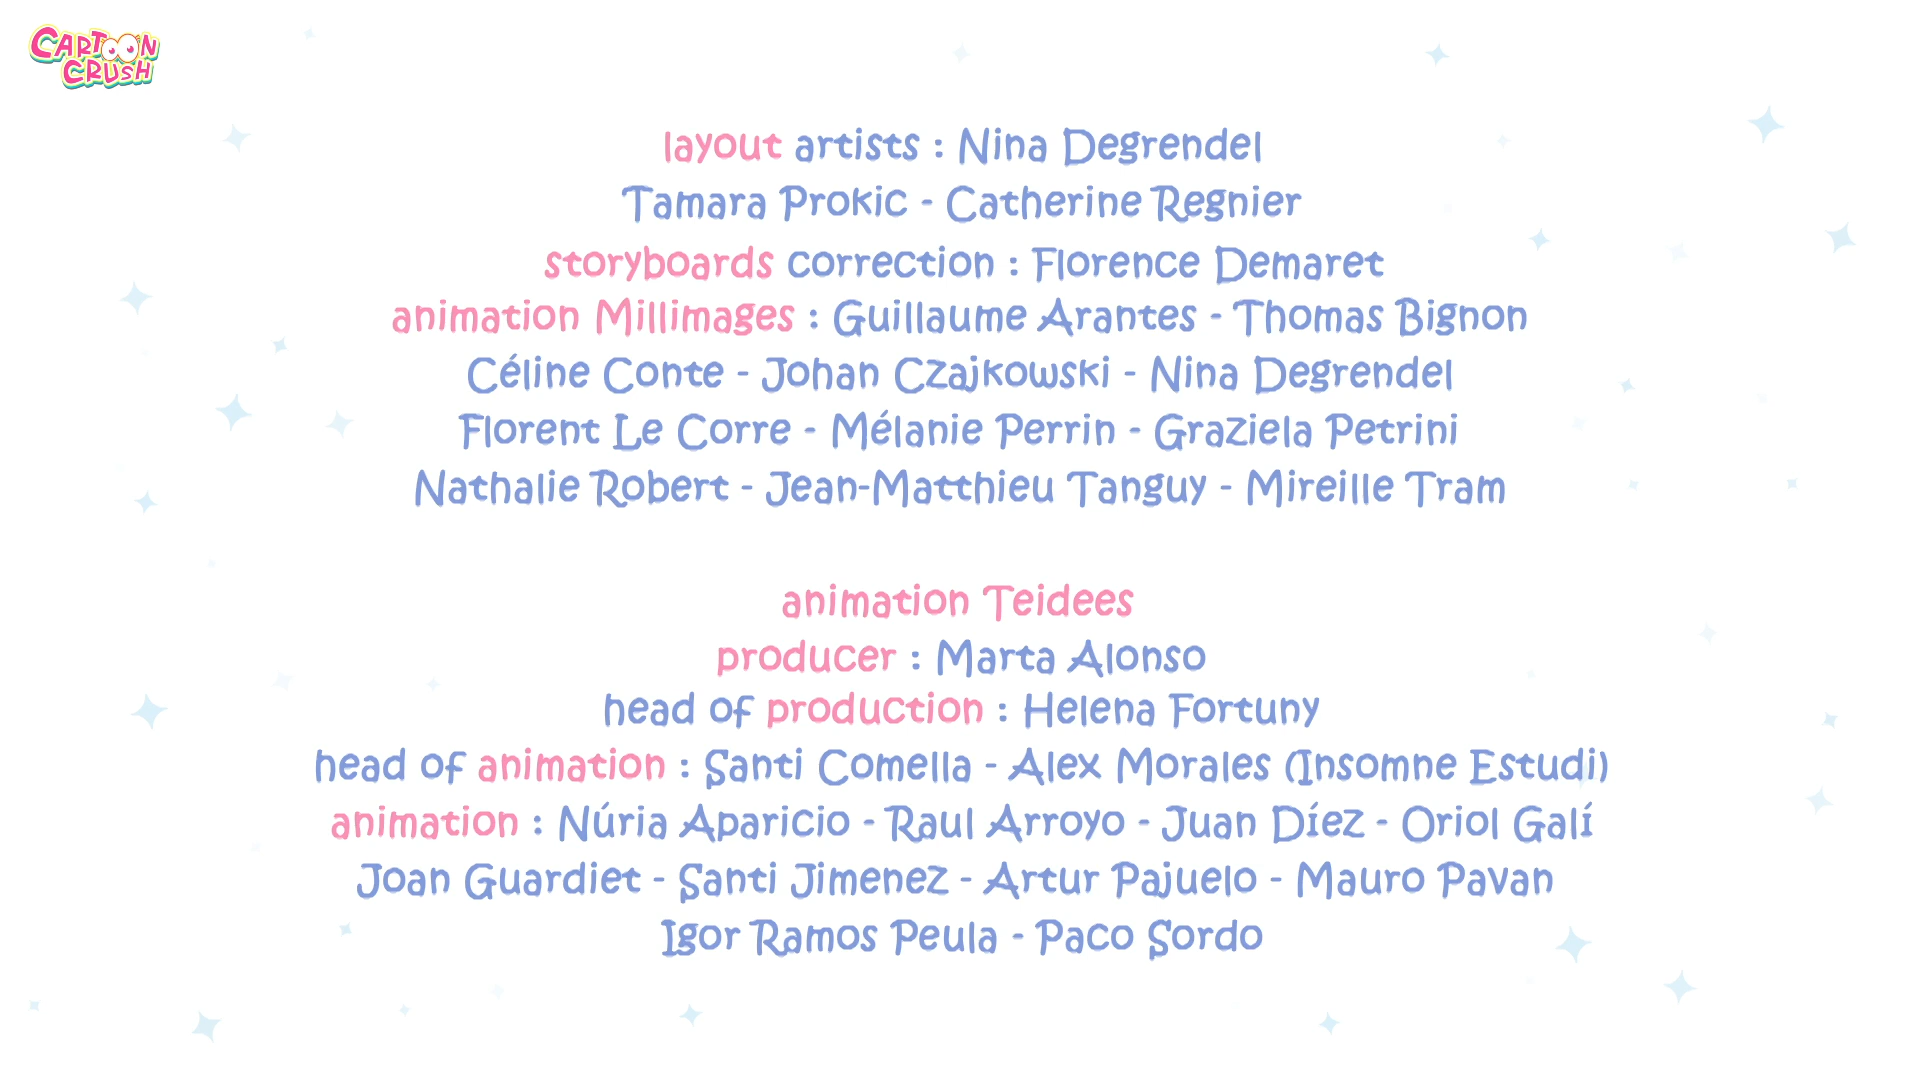 CARTOON
CRUSH
layout artists : Nina Degrendel
Tamara Prokic - Catherine Regnier
storyboards correction : Florence Demaret
animation Millimages : Guillaume Arantes - Thomas Bignon
Céline Conte - Johan Czajkowski - Nina Degrendel
Florent Le Corre - Mélanie Perrin - Graziela Petrini
Nathalie Robert - Jean-Matthieu Tanguy - Mireille Tram
animation Teidees
producer : Marta Alonso
head of production : Helena Fortuny
head of animation : Santi Comella - Alex Morales (Insomne Estudi)
animation : Núria Aparicio - Raul Arroyo - Juan Díez - Oriol Galí
Joan Guardiet - Santi Jimenez - Artur Pajuelo - Mauro Pavan
Igor Ramos Peula - Paco Sordo